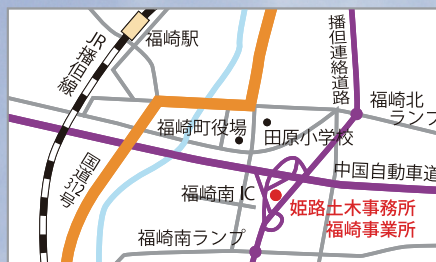 福崎駅
JR播但線
播但連絡道路
福崎北
ランプ
福崎町役場
田原小学校
中国自動車道
国道312号
福崎南IC
姫路土木事務所
福崎事業所
福崎南ランプ